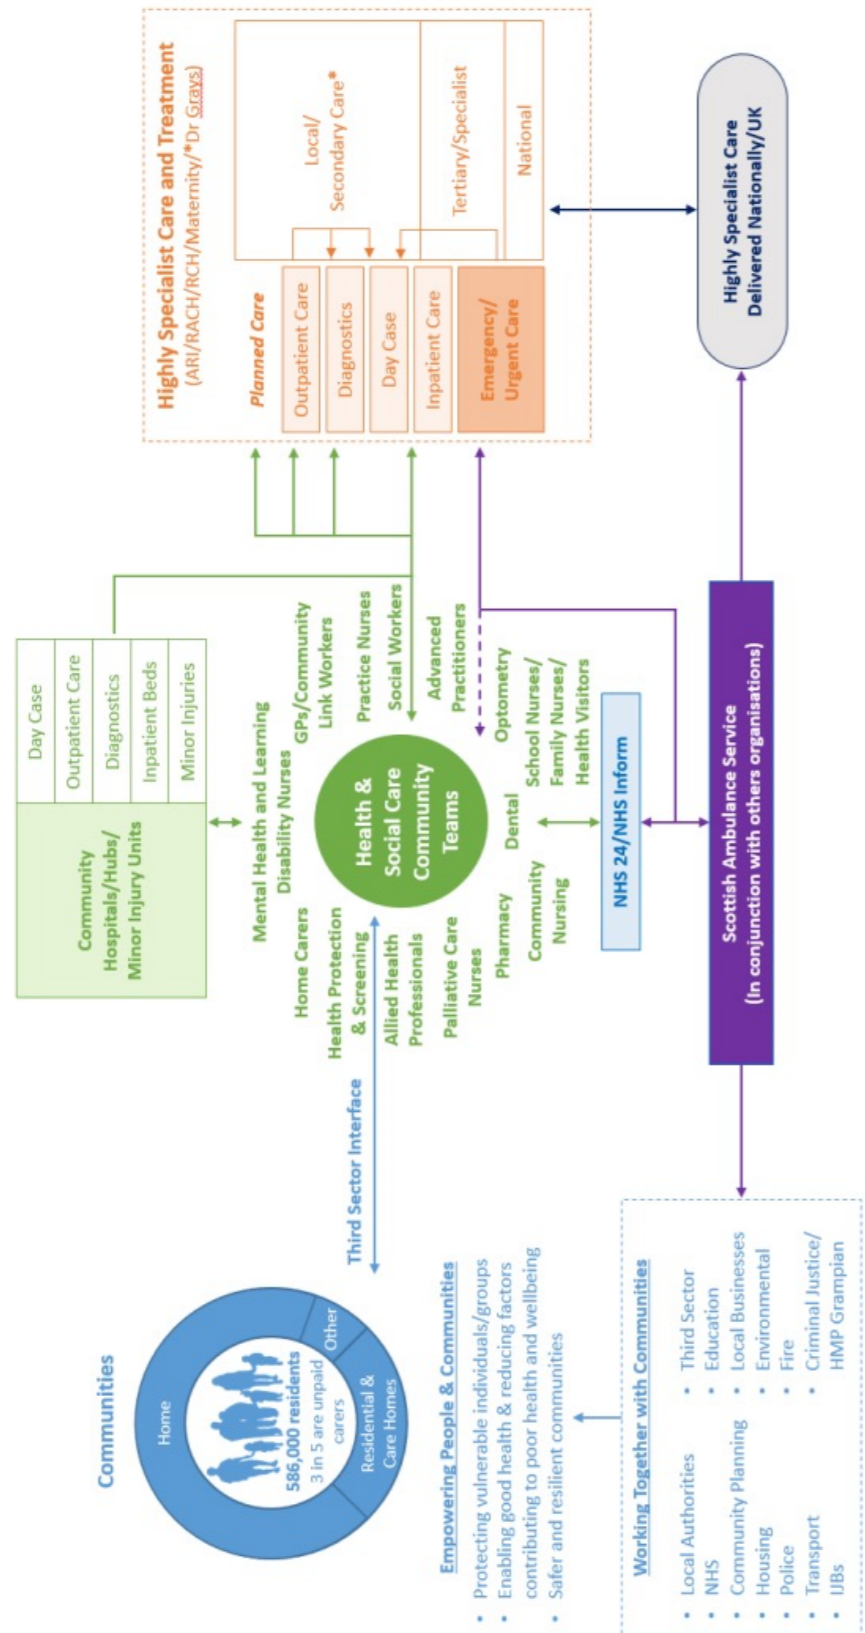 Communities
Home
Other
Residential &
Care Homes
586,000 residents
3 in 5 are unpaid
carers
Third Sector Interface
Empowering People & Communities
• Protecting vulnerable individuals/groups
• Enabling good health & reducing factors
contributing to poor health and wellbeing
• Safer and resilient communities
Working Together with Communities
• Local Authorities
• NHS
• Community Planning
• Housing
• Police
• Transport
• IJBs
• Third Sector
• Education
• Local Businesses
• Environmental
• Fire
• Criminal Justice/
HMP Grampian
Community
Hospitals/Hubs/
Minor Injury Units
Day Case
Outpatient Care
Diagnostics
Inpatient Beds
Minor Injuries
Mental Health and Learning
Disability Nurses
Home Carers
Health Protection
& Screening
Allied Health
Professionals
Palliative Care
Nurses
Pharmacy
Community
Nursing
Dental
Health &
Social Care
Community
Teams
GPs/Community
Link Workers
Practice Nurses
Social Workers
Advanced
Practitioners
Optometry
School Nurses/
Family Nurses/
Health Visitors
NHS 24/NHS Inform
Scottish Ambulance Service
(In conjunction with others organisations)
Highly Specialist Care and Treatment
(ARI/RACH/RCH/Maternity/*Dr Grays)
Planned Care
Outpatient Care
Diagnostics
Day Case
Inpatient Care
Emergency/
Urgent Care
Local/
Secondary Care*
Tertiary/Specialist
National
Highly Specialist Care
Delivered Nationally/UK